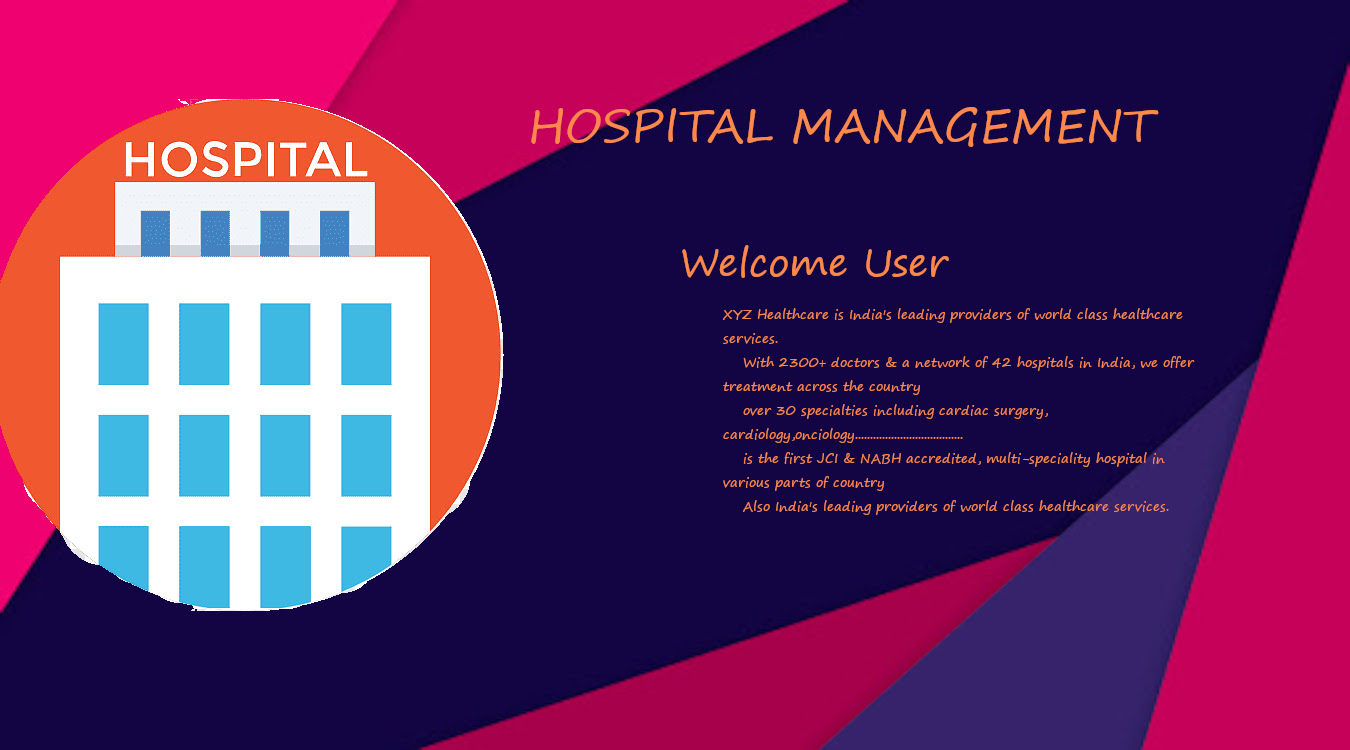 HOSPITAL
HOSPITAL MANAGEMENT
Welcome User
XYZ Healthcare is India's leading providers of world class healthcare
services.
With 2300+ doctors & a network of 42 hospitals in India, we offer
treatment across the country
over 30 specialties including cardiac surgery,
cardiology,onciology....................................
is the first JCI & NABH accredited, multi-speciality hospital in
various parts of country
Also India's leading providers of world class healthcare services.